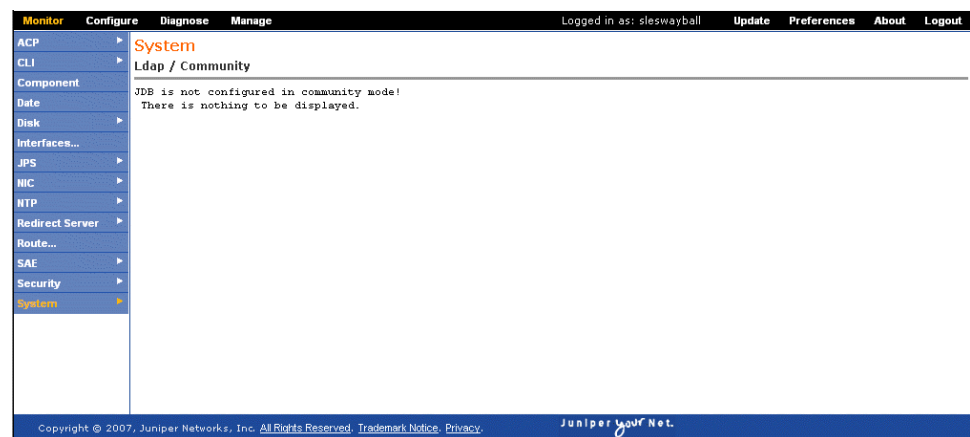 Monitor Configure Diagnose Manage Logged in as: sleswayball Update Preferences About Logout
ACP
CLI
Component
Date
Disk
Interfaces...
JPS
NIC
NTP
Redirect Server
Route...
SAE
Security
System
System
Ldap / Community
JDB is not configured in community mode!
There is nothing to be displayed.
Copyright © 2007, Juniper Networks, Inc. All Rights Reserved. Trademark Notice. Privacy.
Juniper your Net.